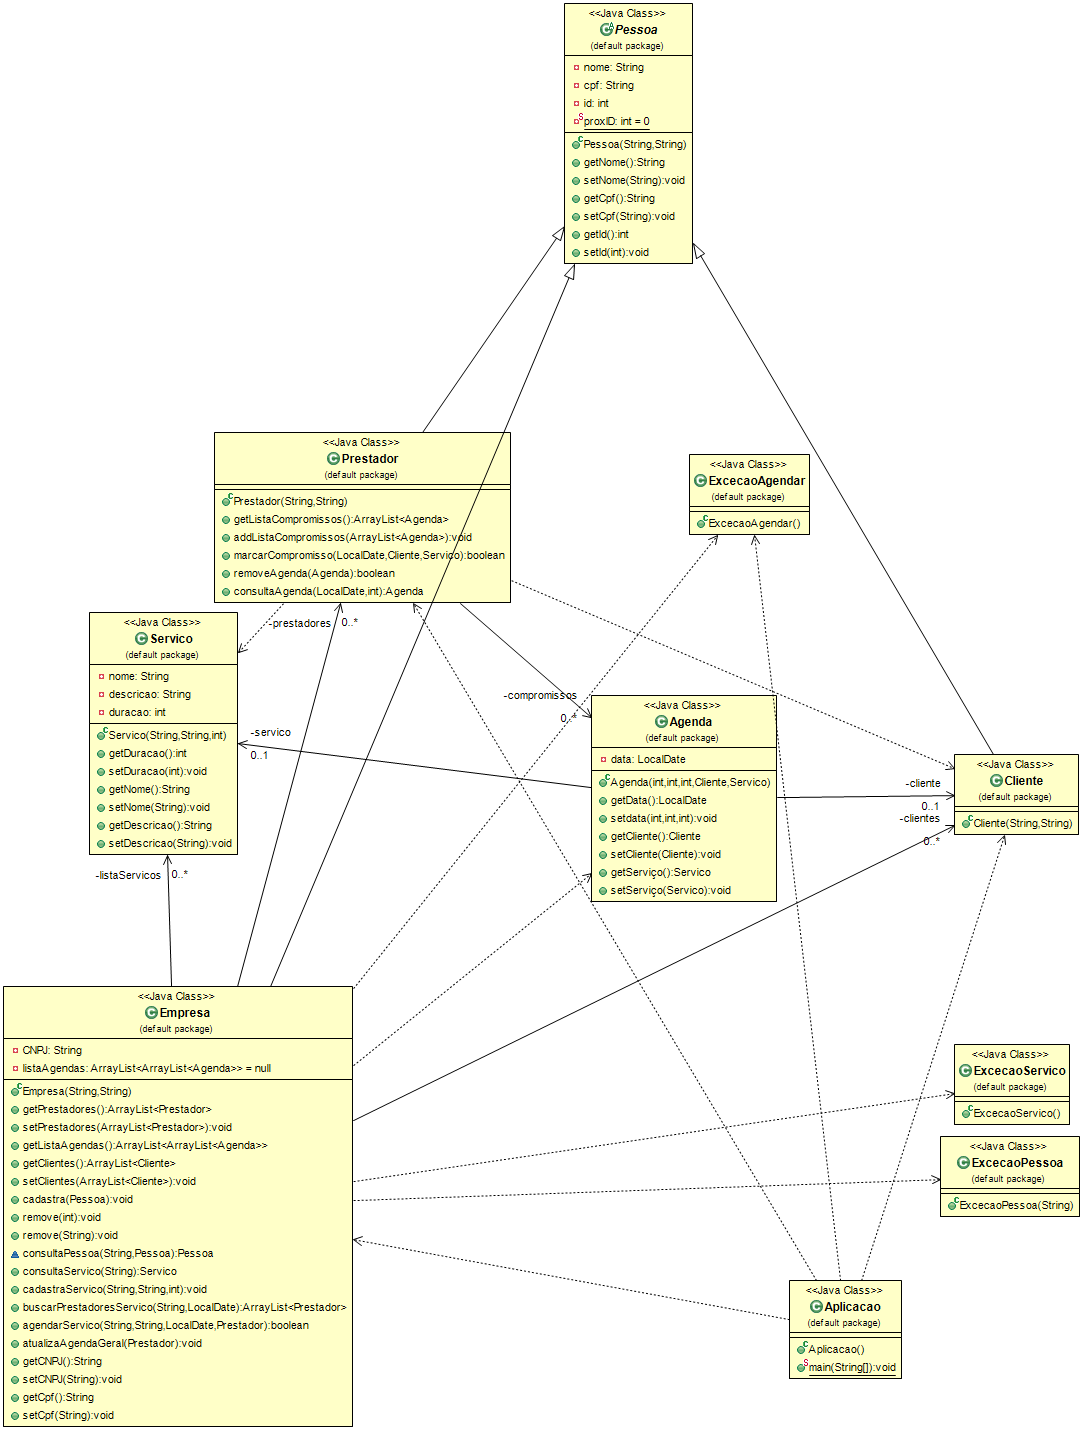 <<Java Class>>
Pessoa
(default package)
nome: String
cpf: String
id: int
proxID: int = 0
Pessoa(String,String)
getNome():String
setNome(String):void
getCpf():String
setCpf(String):void
getId():int
setId(int):void
<<Java Class>>
Prestador
(default package)
Prestador(String,String)
getListaCompromissos():ArrayList<Agenda>
addListaCompromissos(ArrayList<Agenda>):void
marcarCompromisso(LocalDate,Cliente,Servico):boolean
removeAgenda(Agenda):boolean
consultaAgenda(LocalDate,int):Agenda
<<Java Class>>
ExcecaoAgendar
(default package)
ExcecaoAgendar()
<<Java Class>>
Servico
(default package)
nome: String
descricao: String
duracao: int
Servico(String,String,int)
getDuracao():int
setDuracao(int):void
getNome():String
setNome(String):void
getDescricao():String
setDescricao(String):void
-prestadores
0..*
-compromissos
0..*
-servico
0..1
<<Java Class>>
Agenda
(default package)
data: LocalDate
Agenda(int,int,int,Cliente,Servico)
getData():LocalDate
setdata(int,int,int):void
getCliente():Cliente
setCliente(Cliente):void
getServiço():Servico
setServiço(Servico):void
-cliente
0..1
-clientes
0..*
<<Java Class>>
Cliente
(default package)
Cliente(String,String)
-listaServicos
0..*
<<Java Class>>
Empresa
(default package)
CNPJ: String
listaAgendas: ArrayList<ArrayList<Agenda>> = null
Empresa(String,String)
getPrestadores():ArrayList<Prestador>
setPrestadores(ArrayList<Prestador>):void
getListaAgendas():ArrayList<ArrayList<Agenda>>
getClientes():ArrayList<Cliente>
setClientes(ArrayList<Cliente>):void
cadastra(Pessoa):void
remove(int):void
remove(String):void
consultaPessoa(String,Pessoa):Pessoa
consultaServico(String):Servico
cadastraServico(String,String,int):void
buscarPrestadoresServico(String,LocalDate):ArrayList<Prestador>
agendarServico(String,String,LocalDate,Prestador):boolean
atualizaAgendaGeral(Prestador):void
getCNPJ():String
setCNPJ(String):void
getCpf():String
setCpf(String):void
<<Java Class>>
ExcecaoServico
(default package)
ExcecaoServico()
<<Java Class>>
ExcecaoPessoa
(default package)
ExcecaoPessoa(String)
<<Java Class>>
Aplicacao
(default package)
Aplicacao()
main(String[]):void